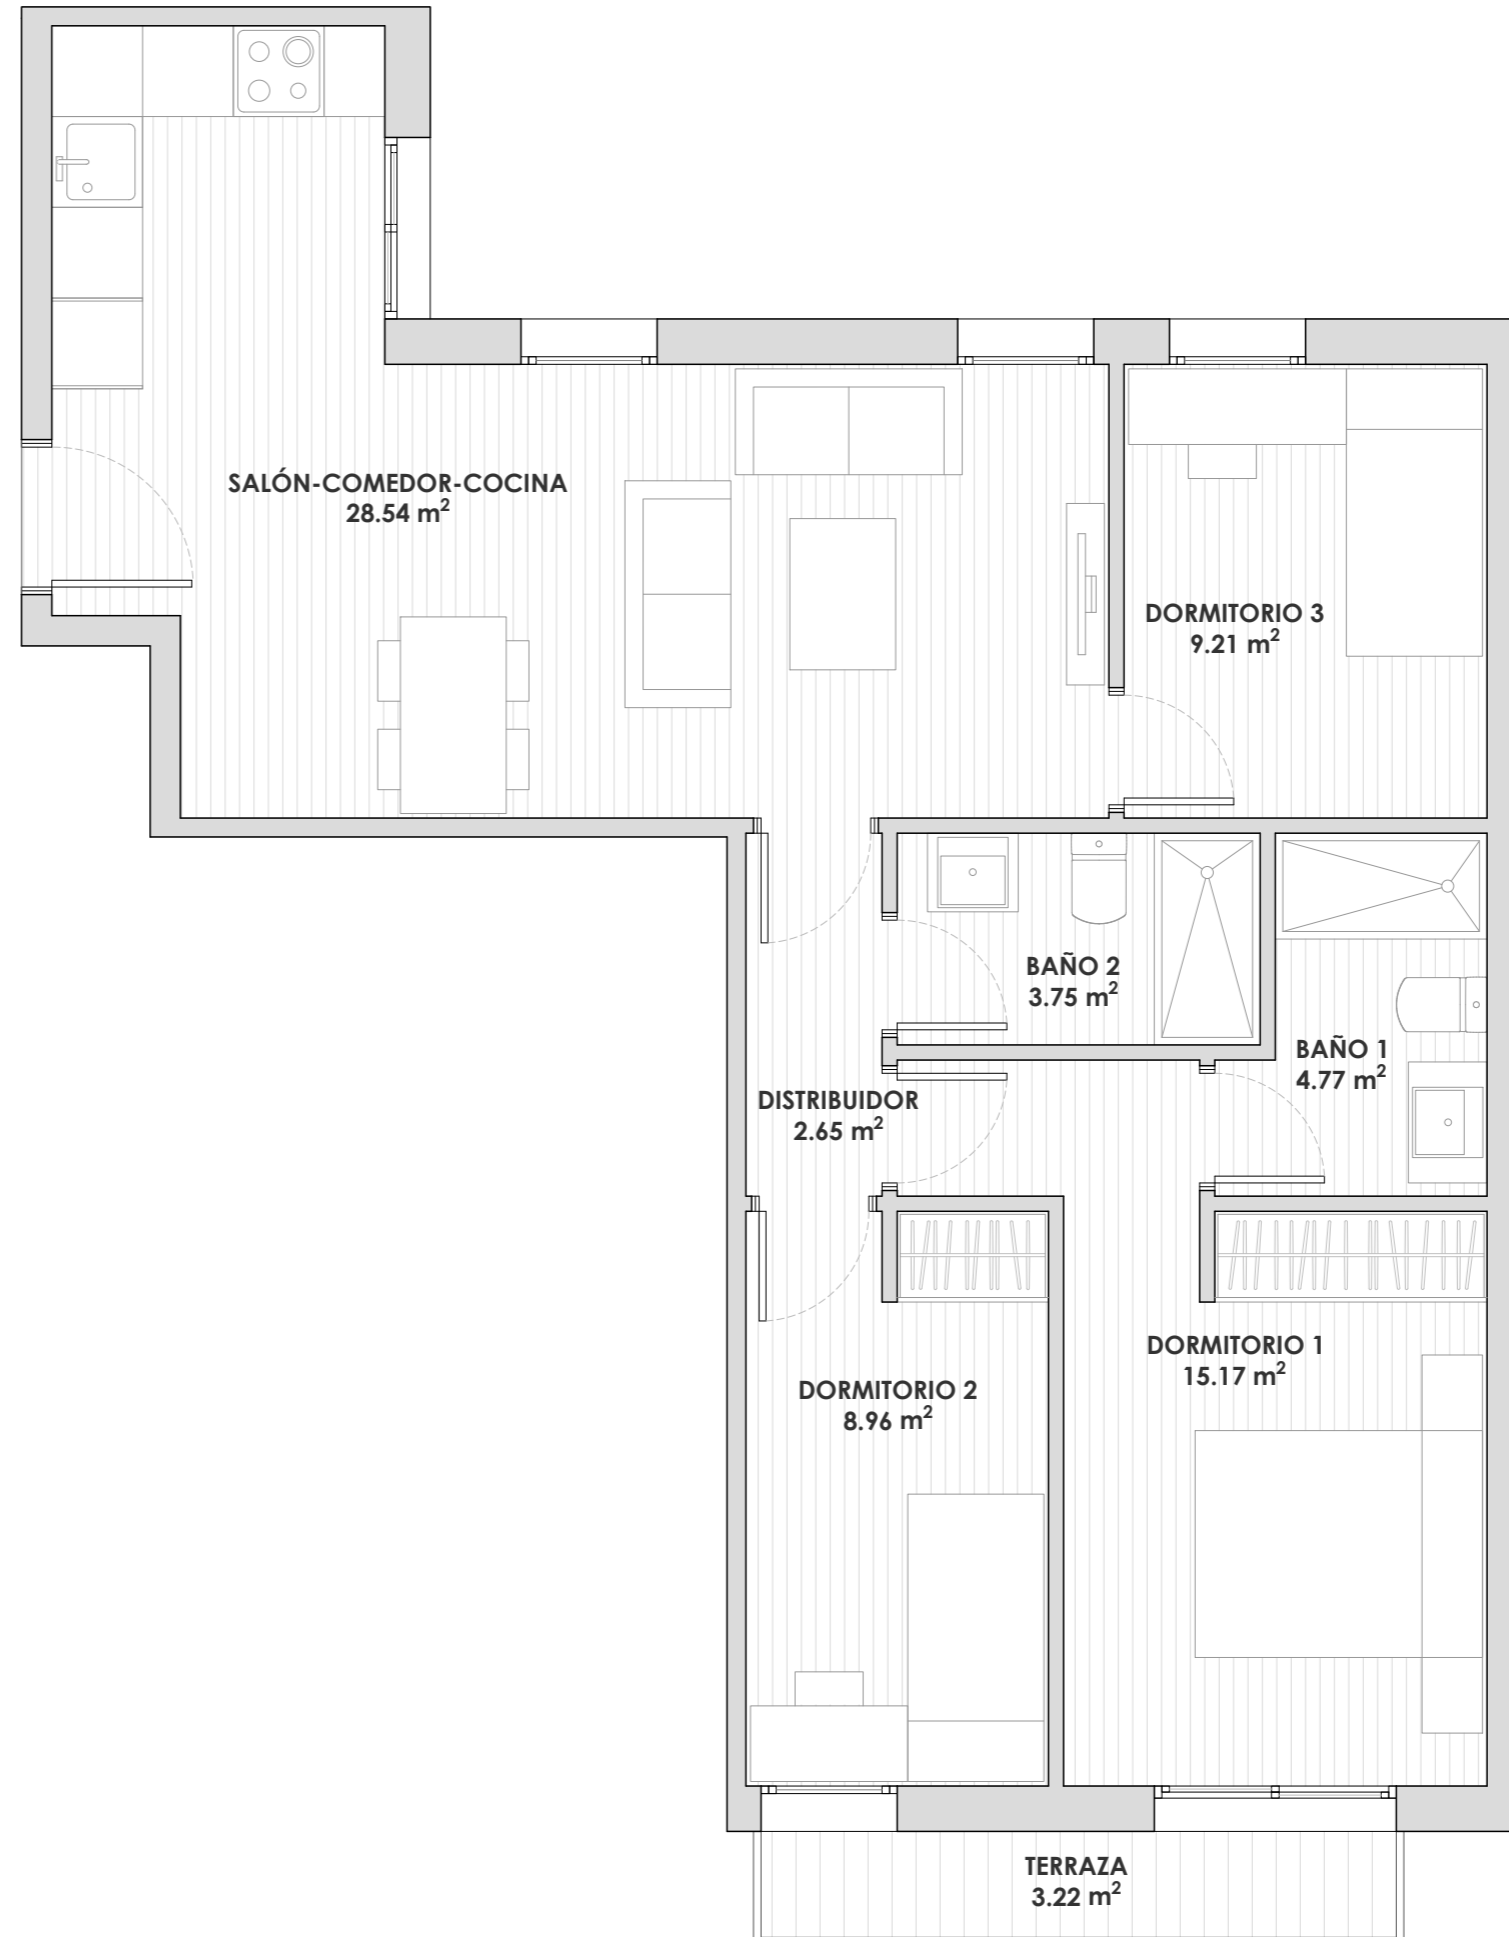 SALÓN-COMEDOR-COCINA
28.54 m²
DORMITORIO 3
9.21 m²
BAÑO 2
3.75 m²
BAÑO 1
4.77 m²
DISTRIBUIDOR
2.65 m²
DORMITORIO 1
15.17 m²
DORMITORIO 2
8.96 m²
TERRAZA
3.22 m²